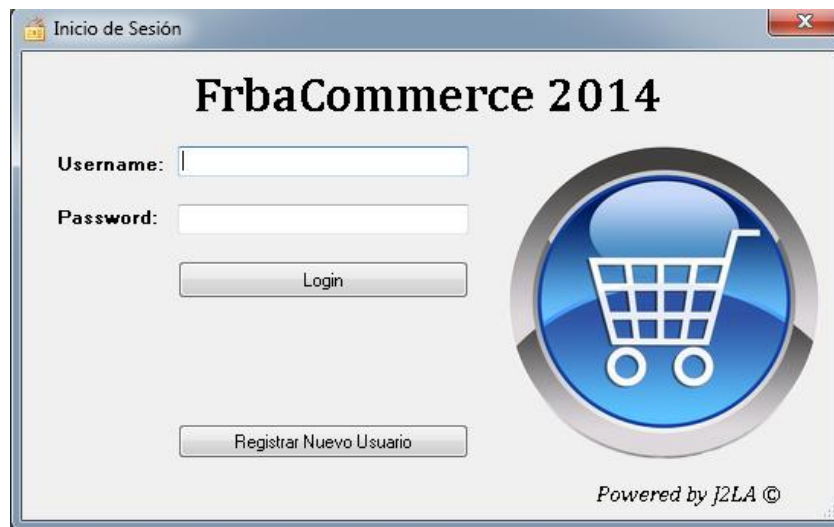 Inicio de Sesión
FrbaCommerce 2014
Username:
Password:
Login
Registrar Nuevo Usuario
Powered by J2LA ©